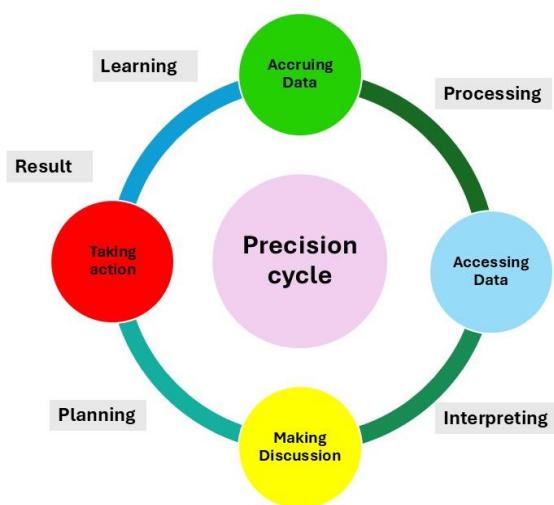 Accruing
Data
Learning
Processing
Result
Taking
action
Precision
cycle
Accessing
Data
Planning
Interpreting
Making
Discussion